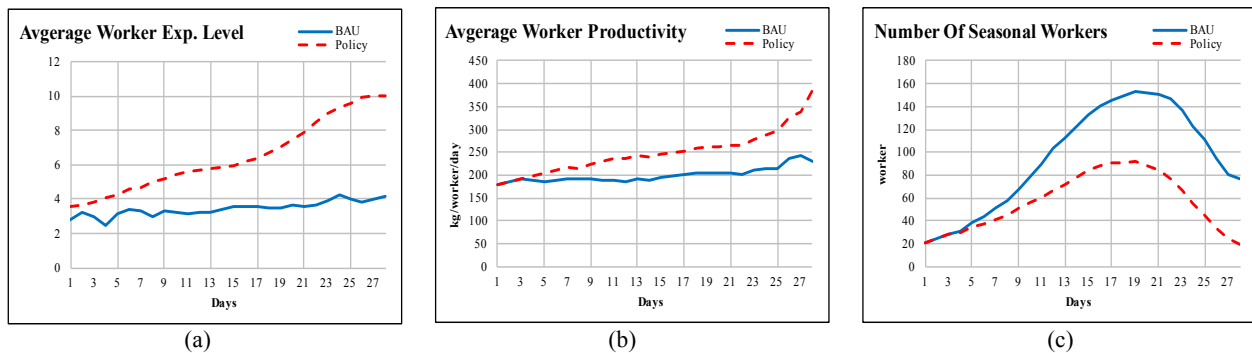 Avgerage Worker Exp. Level
BAU
Policy
12
10
8
6
4
2
0
1 3 5 7 9 11 13 15 17 19 21 23 25 27
Days
(a)
Avgerage Worker Productivity
BAU
Policy
kg/worker/day
450
400
350
300
250
200
150
100
50
0
1 3 5 7 9 11 13 15 17 19 21 23 25 27
Days
(b)
Number Of Seasonal Workers
BAU
Policy
worker
180
160
140
120
100
80
60
40
20
0
1 3 5 7 9 11 13 15 17 19 21 23 25 27
Days
(c)